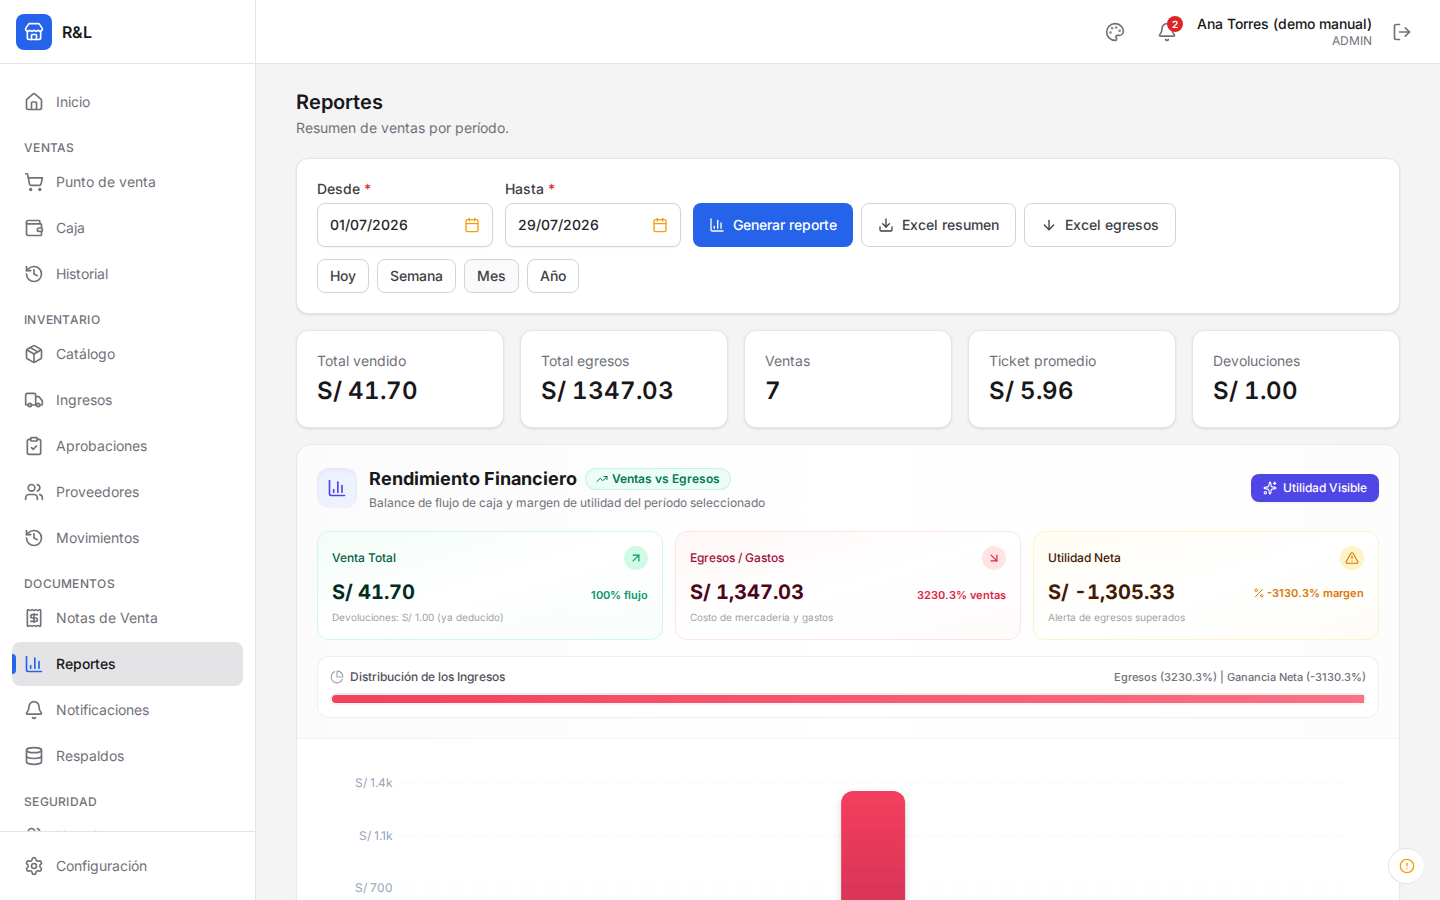 R&L
Ana Torres (demo manual)
ADMIN
2
Inicio
VENTAS
Punto de venta
Caja
Historial
INVENTARIO
Catálogo
Ingresos
Aprobaciones
Proveedores
Movimientos
DOCUMENTOS
Notas de Venta
Reportes
Notificaciones
Respaldos
SEGURIDAD
Configuración
Reportes
Resumen de ventas por período.
Desde *
Hasta *
01/07/2026
29/07/2026
Generar reporte
Excel resumen
Excel egresos
Hoy
Semana
Mes
Año
Total vendido
S/ 41.70
Total egresos
S/ 1347.03
Ventas
7
Ticket promedio
S/ 5.96
Devoluciones
S/ 1.00
Rendimiento Financiero
Ventas vs Egresos
Balance de flujo de caja y margen de utilidad del período seleccionado
Utilidad Visible
Venta Total
S/ 41.70
100% flujo
Devoluciones: S/ 1.00 (ya deducido)
Egresos / Gastos
S/ 1,347.03
3230.3% ventas
Costo de mercadería y gastos
Utilidad Neta
S/ -1,305.33
% -3130.3% margen
Alerta de egresos superados
Distribución de los Ingresos
Egresos (3230.3%) | Ganancia Neta (-3130.3%)
S/ 1.4k
S/ 1.1k
S/ 700